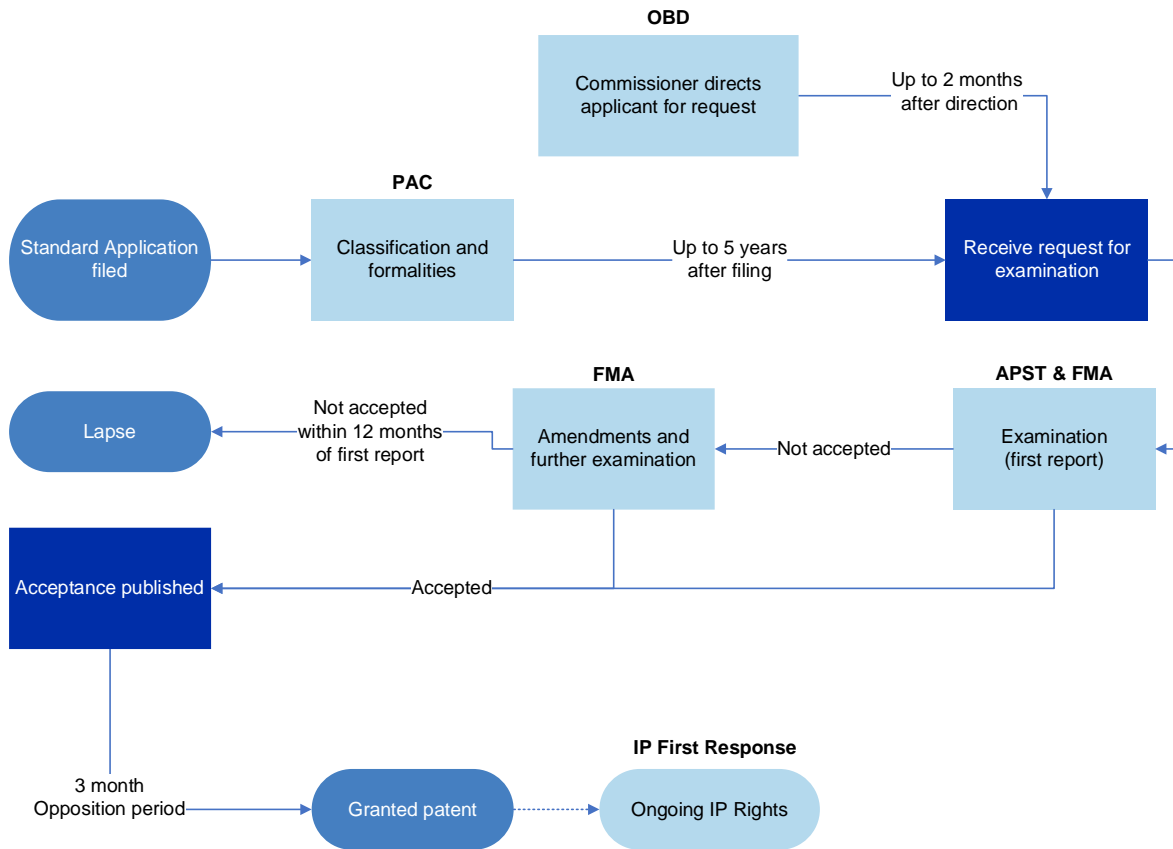 OBD
Commissioner directs
applicant for request
Up to 2 months
after direction
PAC
Standard Application
filed
Classification and
formalities
Up to 5 years
after filing
Receive request for
examination
FMA
APST & FMA
Lapse
Not accepted
within 12 months
of first report
Amendments and
further examination
Not accepted
Examination
(first report)
Acceptance published
Accepted
IP First Response
3 month
Opposition period
Granted patent
Ongoing IP Rights